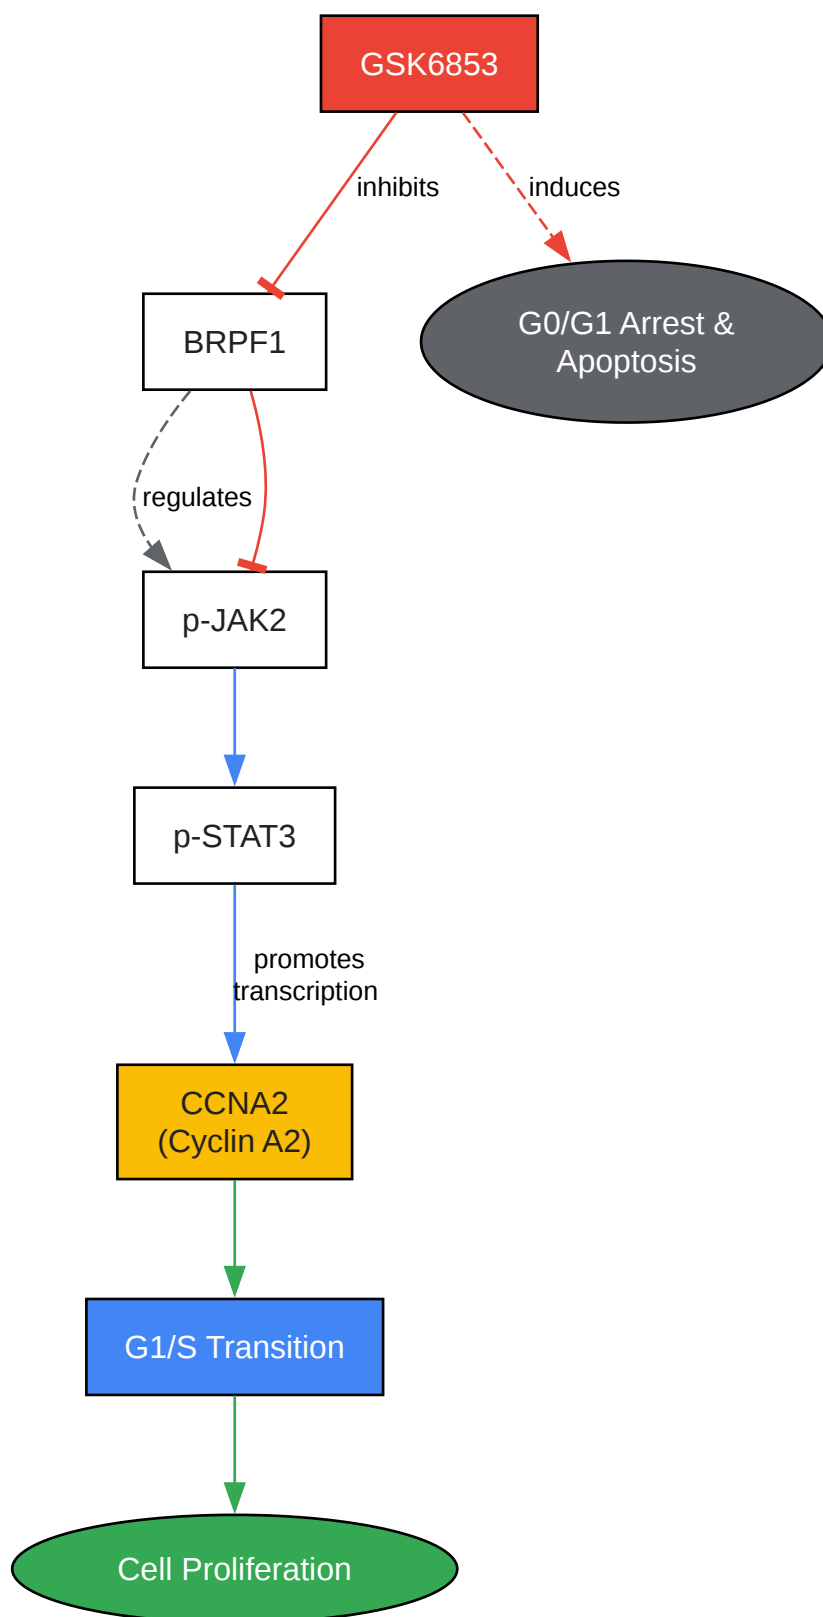 GSK6853
inhibits
induces
BRPF1
G0/G1 Arrest &
Apoptosis
regulates
p-JAK2
p-STAT3
promotes
transcription
CCNA2
(Cyclin A2)
G1/S Transition
Cell Proliferation